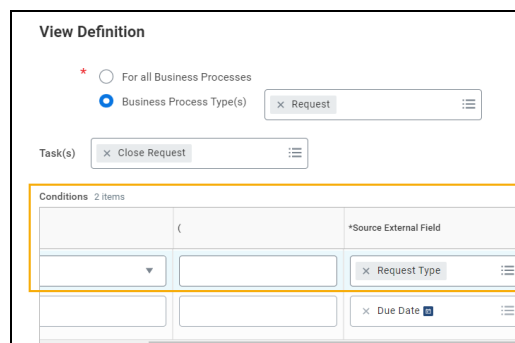 View Definition
* For all Business Processes
Business Process Type(s) × Request
Task(s) × Close Request
Conditions 2 items
( *Source External Field
× Request Type
× Due Date